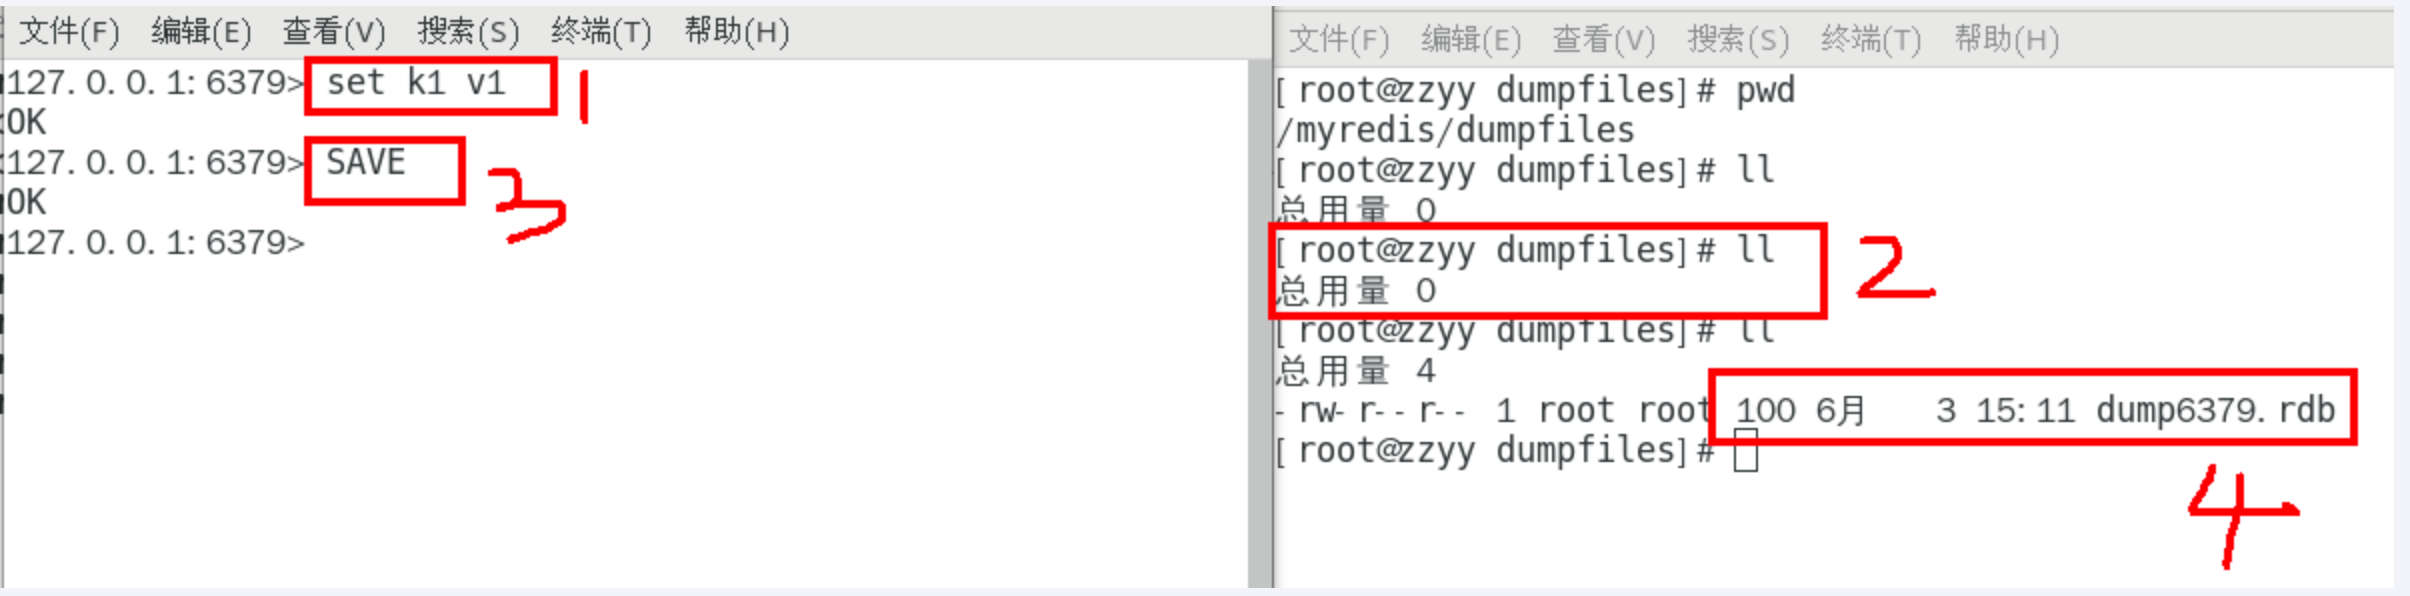 文件(F) 编辑(E) 查看(V) 搜索(S) 终端(T) 帮助(H)
127.0.0.1:6379> set k1 v1
1
OK
127.0.0.1:6379> SAVE
3
OK
127.0.0.1:6379>
文件(F) 编辑(E) 查看(V) 搜索(S) 终端(T) 帮助(H)
[root@zzyy dumpfiles]# pwd
/myredis/dumpfiles
[root@zzyy dumpfiles]# ll
总用量 0
[root@zzyy dumpfiles]# ll
2
总用量 0
[root@zzyy dumpfiles]# ll
总用量 4
-rw-r--r-- 1 root root 100 6月 3 15:11 dump6379.rdb
[root@zzyy dumpfiles]#
4